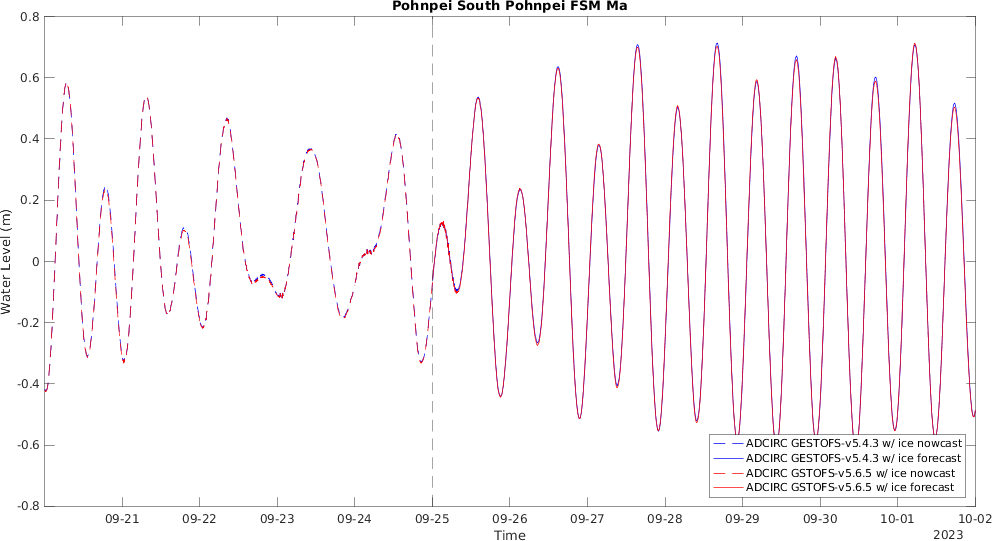 Pohnpei South Pohnpei FSM Ma
0.8
0.6
0.4
0.2
0
-0.2
-0.4
-0.6
-0.8
Water Level (m)
ADCIRC GESTOFS-v5.4.3 w/ ice nowcast
ADCIRC GESTOFS-v5.4.3 w/ ice forecast
ADCIRC GSTOFS-v5.6.5 w/ ice nowcast
ADCIRC GSTOFS-v5.6.5 w/ ice forecast
09-21 09-22 09-23 09-24 09-25 09-26 09-27 09-28 09-29 09-30 10-01 10-02
Time
2023